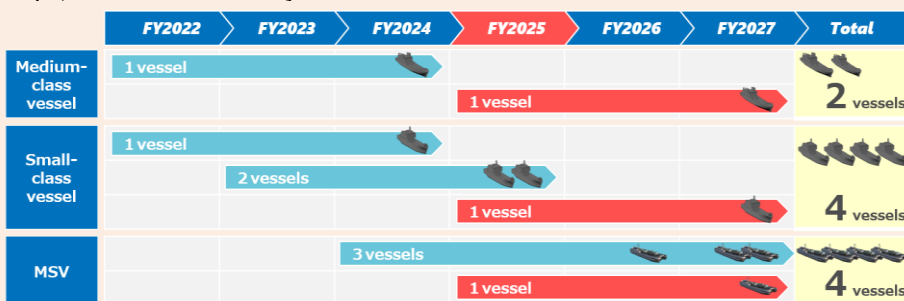 FY2022 FY2023 FY2024 FY2025 FY2026 FY2027 Total
Medium-
class
vessel
1 vessel
1 vessel
2 vessels
Small-
class
vessel
1 vessel
2 vessels
1 vessel
4 vessels
MSV
3 vessels
1 vessel
4 vessels